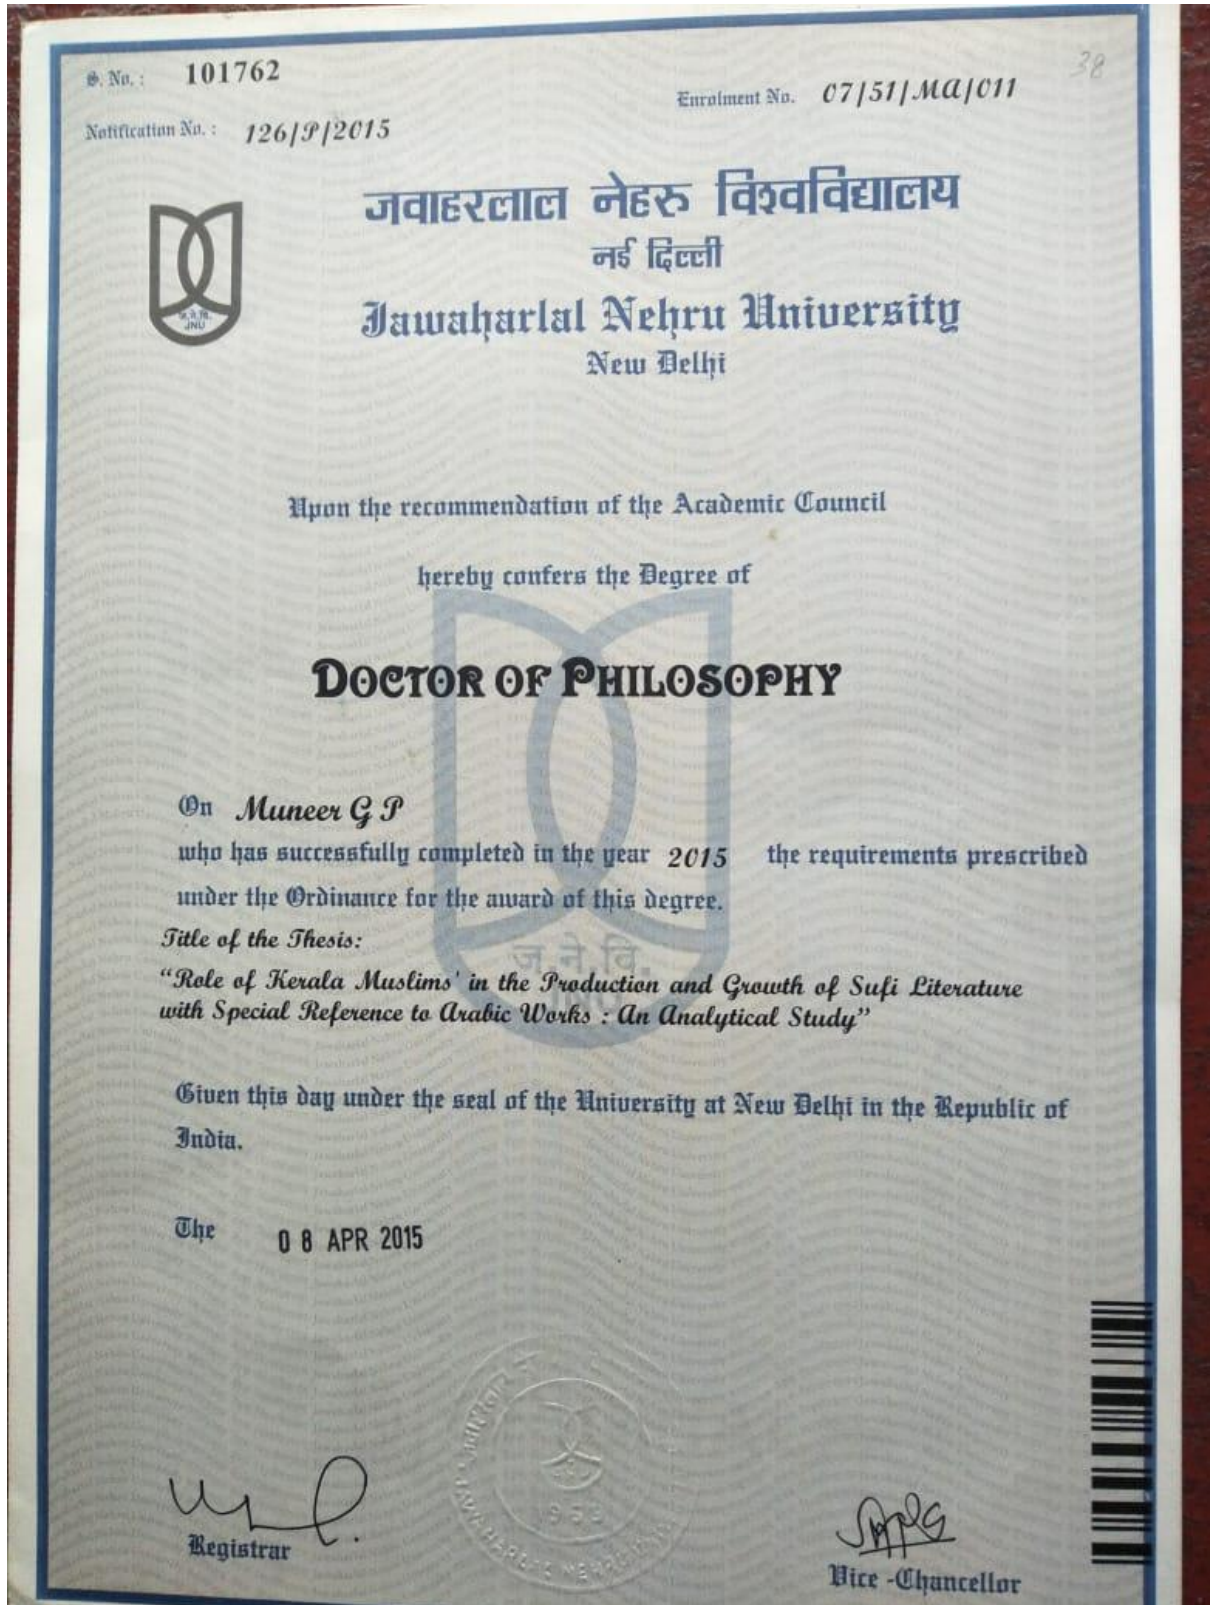 S. No. : 101762
38
Enrolment No. 07/51/MA/011
Notification No. : 126/P/2015
जवाहरलाल नेहरू विश्वविद्यालय
नई दिल्ली
Jawaharlal Nehru University
New Delhi
ज.ने.वि.
JNU
Upon the recommendation of the Academic Council
hereby confers the Degree of
DOCTOR OF PHILOSOPHY
On Muneer G P
who has successfully completed in the year 2015 the requirements prescribed
under the Ordinance for the award of this degree.
ज.ने.वि.
JNU
Title of the Thesis:
“Role of Kerala Muslims' in the Production and Growth of Sufi Literature
with Special Reference to Arabic Works : An Analytical Study”
Given this day under the seal of the University at New Delhi in the Republic of
India.
The 08 APR 2015
JAWAHARLAL NEHRU
Registrar
Vice -Chancellor